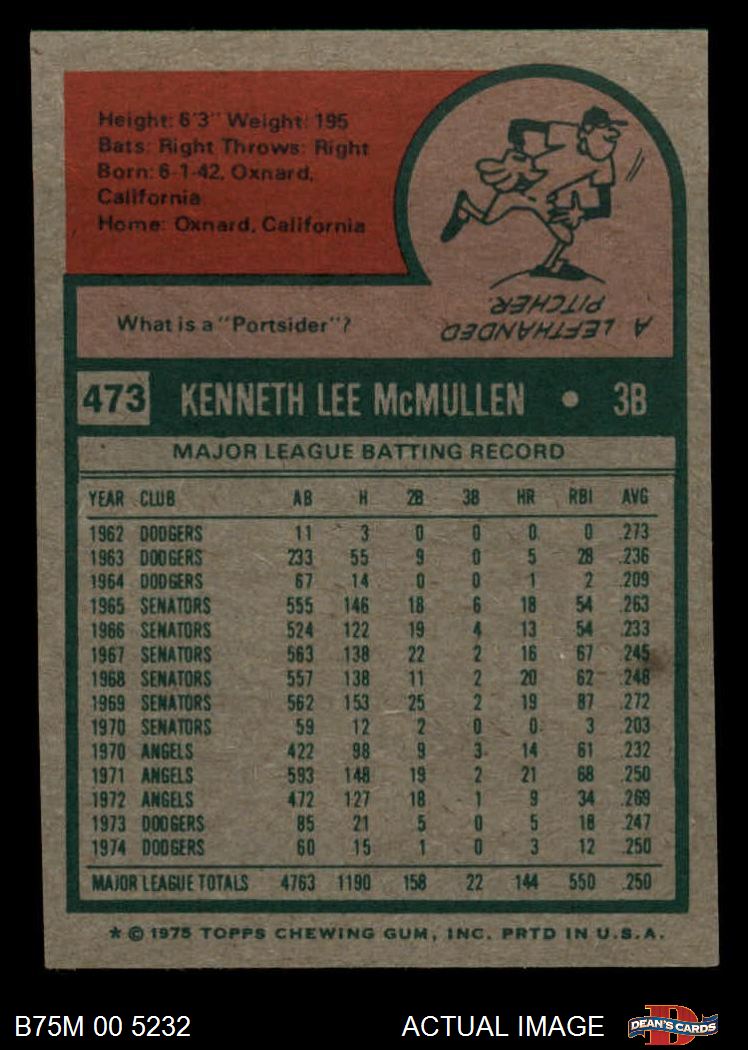 Height: 6'3" Weight: 195
Bats: Right Throws: Right
Born: 6-1-42, Oxnard,
California
Home: Oxnard, California
What is a "Portsider"?
A LEFTHANDED
PITCHER.
473 KENNETH LEE McMULLEN • 3B
MAJOR LEAGUE BATTING RECORD
YEAR CLUB AB H 2B 3B HR RBI AVG
1962 DODGERS 11 3 0 0 0 0 .273
1963 DODGERS 233 55 9 0 5 28 .236
1964 DODGERS 67 14 0 0 1 2 .209
1965 SENATORS 555 146 18 6 18 54 .263
1966 SENATORS 524 122 19 4 13 54 .233
1967 SENATORS 563 138 22 2 16 67 .245
1968 SENATORS 557 138 11 2 20 62 .248
1969 SENATORS 562 153 25 2 19 87 .272
1970 SENATORS 59 12 2 0 0 3 .203
1970 ANGELS 422 98 9 3 14 61 .232
1971 ANGELS 593 148 19 2 21 68 .250
1972 ANGELS 472 127 18 1 9 34 .269
1973 DODGERS 85 21 5 0 5 18 .247
1974 DODGERS 60 15 1 0 3 12 .250
MAJOR LEAGUE TOTALS 4763 1190 158 22 144 550 .250
* © 1975 TOPPS CHEWING GUM, INC. PRTD IN U.S.A.
B75M 00 5232 ACTUAL IMAGE DEAN'S CARDS